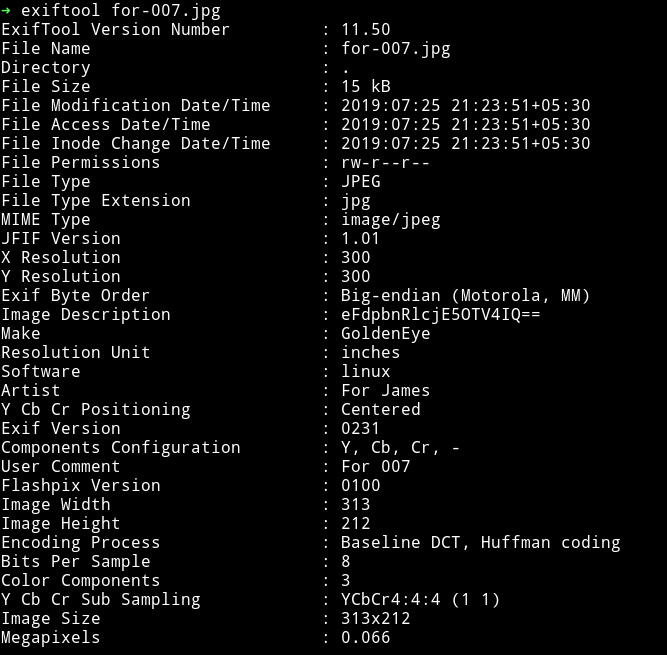 ➜ exiftool for-007.jpg
ExifTool Version Number         : 11.50
File Name                       : for-007.jpg
Directory                       : .
File Size                       : 15 kB
File Modification Date/Time     : 2019:07:25 21:23:51+05:30
File Access Date/Time           : 2019:07:25 21:23:51+05:30
File Inode Change Date/Time     : 2019:07:25 21:23:51+05:30
File Permissions                : rw-r--r--
File Type                       : JPEG
File Type Extension             : jpg
MIME Type                       : image/jpeg
JFIF Version                    : 1.01
X Resolution                    : 300
Y Resolution                    : 300
Exif Byte Order                 : Big-endian (Motorola, MM)
Image Description               : eFdpbnRlcjE5OTV4IQ==
Make                            : GoldenEye
Resolution Unit                 : inches
Software                        : linux
Artist                          : For James
Y Cb Cr Positioning             : Centered
Exif Version                    : 0231
Components Configuration        : Y, Cb, Cr, -
User Comment                    : For 007
Flashpix Version                : 0100
Image Width                     : 313
Image Height                    : 212
Encoding Process                : Baseline DCT, Huffman coding
Bits Per Sample                 : 8
Color Components                : 3
Y Cb Cr Sub Sampling            : YCbCr4:4:4 (1 1)
Image Size                      : 313x212
Megapixels                      : 0.066